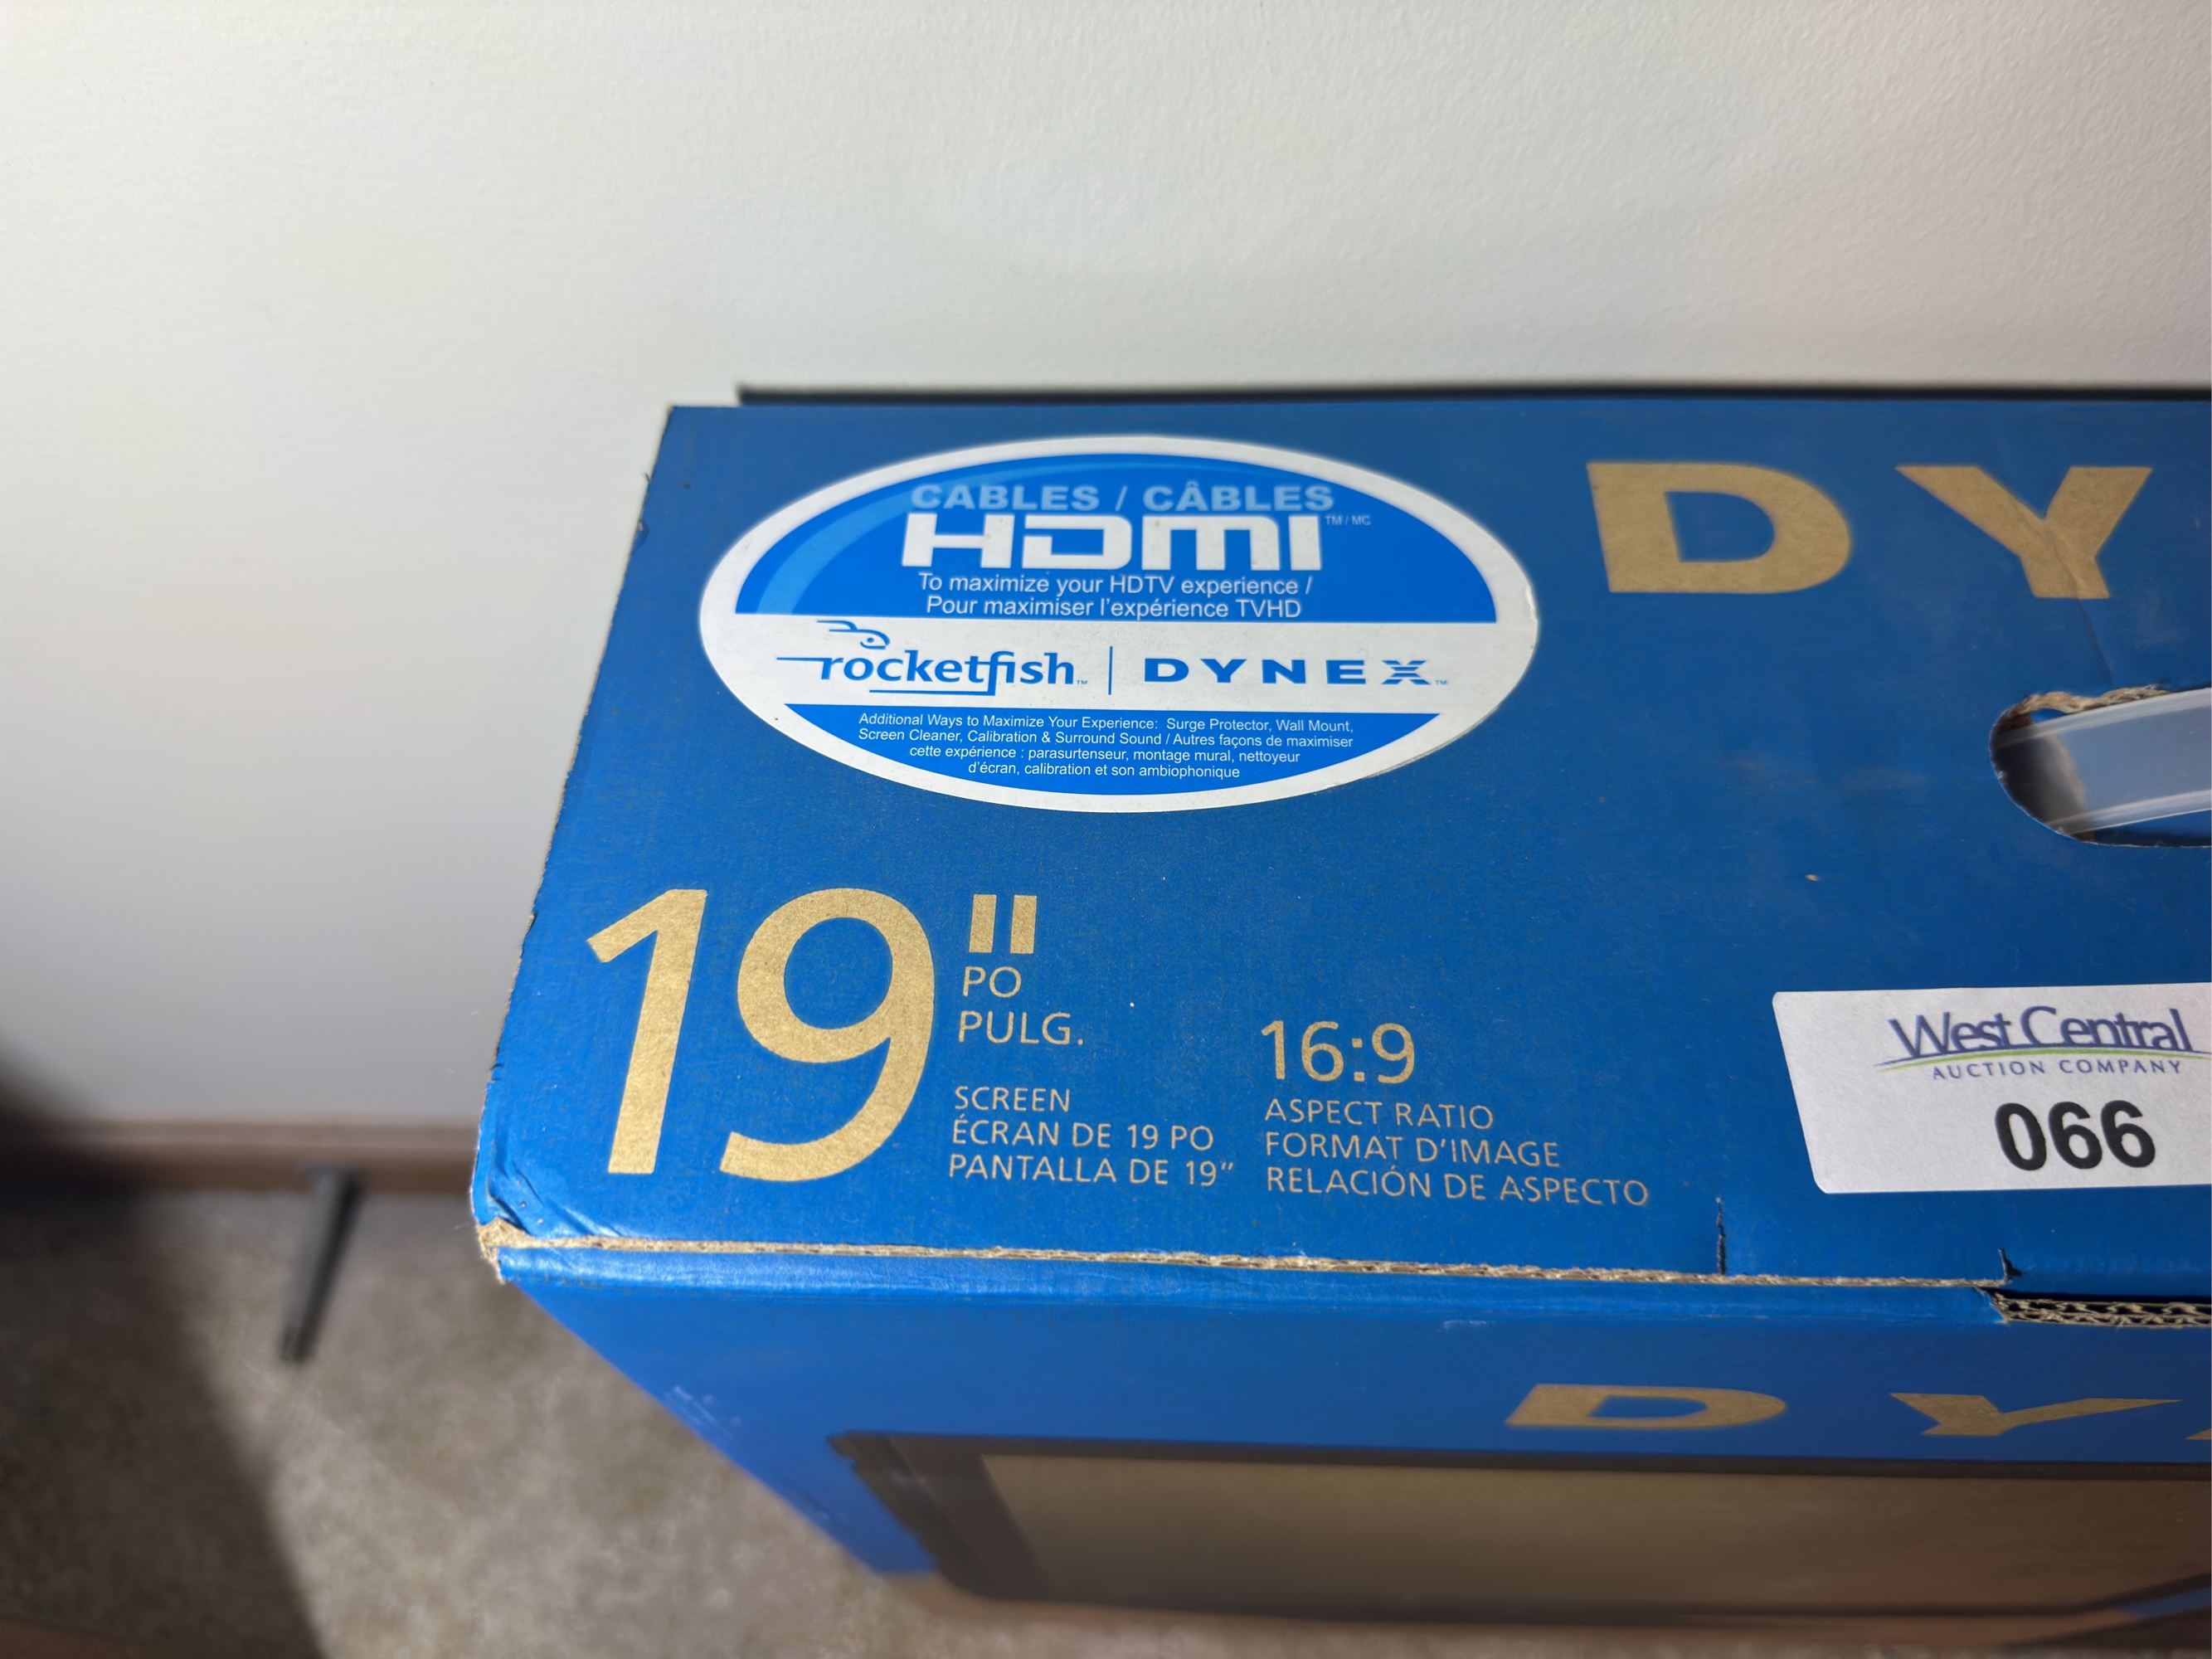 CABLES / CÂBLES
HDMI TM / MC
To maximize your HDTV experience /
Pour maximiser l'expérience TVHD
rocketfish™ | DYNEX™
Additional Ways to Maximize Your Experience: Surge Protector, Wall Mount,
Screen Cleaner, Calibration & Surround Sound / Autres façons de maximiser
cette expérience : parasurtenseur, montage mural, nettoyeur
d'écran, calibration et son ambiophonique
DY
19"
PO
PULG.
SCREEN
ÉCRAN DE 19 PO
PANTALLA DE 19"
16:9
ASPECT RATIO
FORMAT D'IMAGE
RELACIÓN DE ASPECTO
West Central
AUCTION COMPANY
066
DY